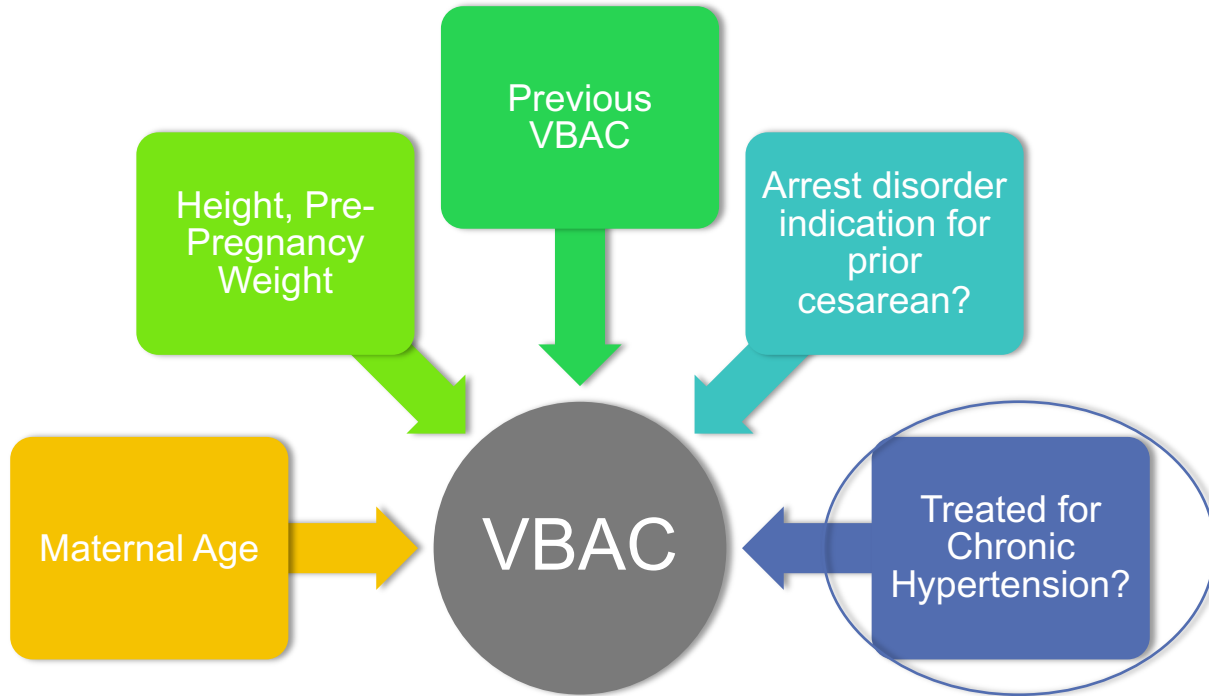 Previous
VBAC
Height, Pre-
Pregnancy
Weight
Arrest disorder
indication for
prior
cesarean?
Maternal Age
VBAC
Treated for
Chronic
Hypertension?